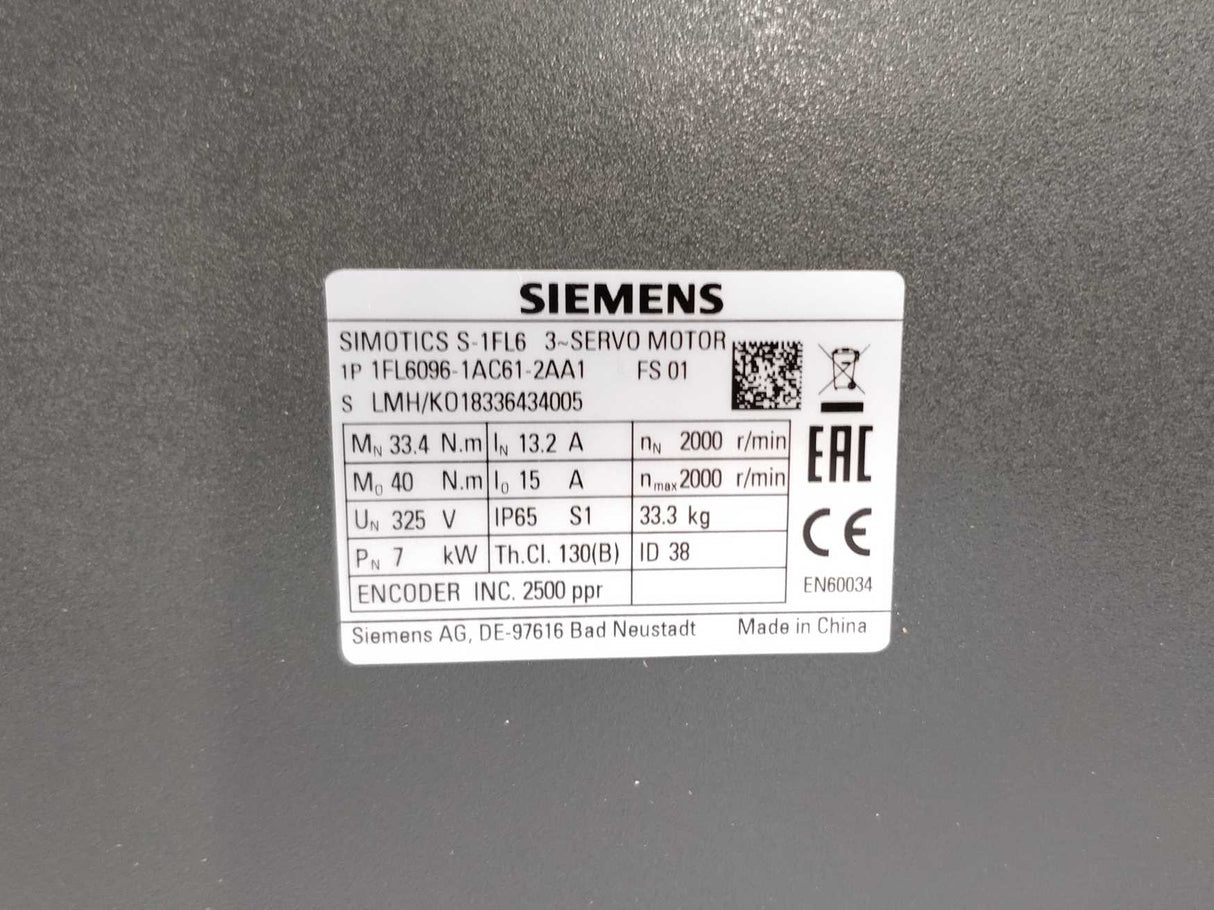 SIEMENS
SIMOTICS S-1FL6 3~SERVO MOTOR
1P 1FL6096-1AC61-2AA1 FS 01
S LMH/KO18336434005
MN 33.4 N.m IN 13.2 A nN 2000 r/min
M0 40 N.m I0 15 A nmax 2000 r/min
UN 325 V IP65 S1 33.3 kg
PN 7 kW Th.Cl. 130(B) ID 38
ENCODER INC. 2500 ppr
EAC
CE
EN60034
Siemens AG, DE-97616 Bad Neustadt Made in China